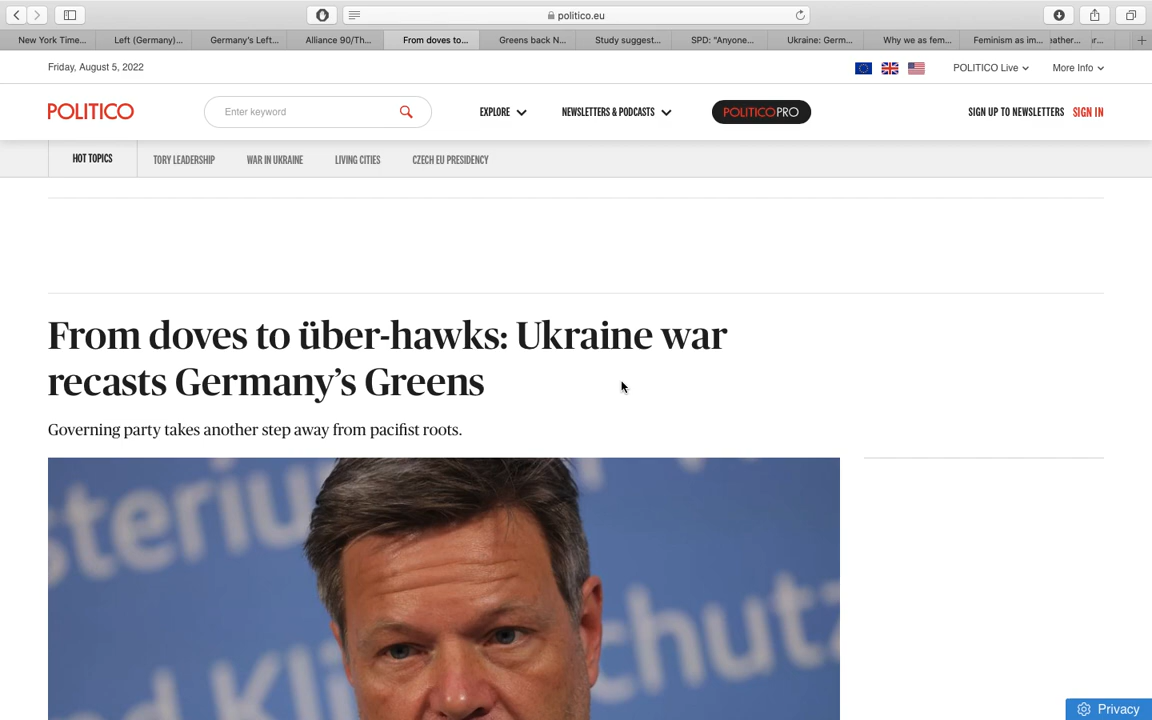 politico.eu
New York Time...
Left (Germany)...
Germany's Left...
Alliance 90/Th...
From doves to...
Greens back N...
Study suggest...
SPD: "Anyone...
Ukraine: Germ...
Why we as fem...
Feminism as im...
Friday, August 5, 2022
POLITICO Live
More Info
POLITICO
Enter keyword
EXPLORE
NEWSLETTERS & PODCASTS
POLITICOPRO
SIGN UP TO NEWSLETTERS
SIGN IN
HOT TOPICS
TORY LEADERSHIP
WAR IN UKRAINE
LIVING CITIES
CZECH EU PRESIDENCY
From doves to über-hawks: Ukraine war
recasts Germany's Greens
Governing party takes another step away from pacifist roots.
Privacy